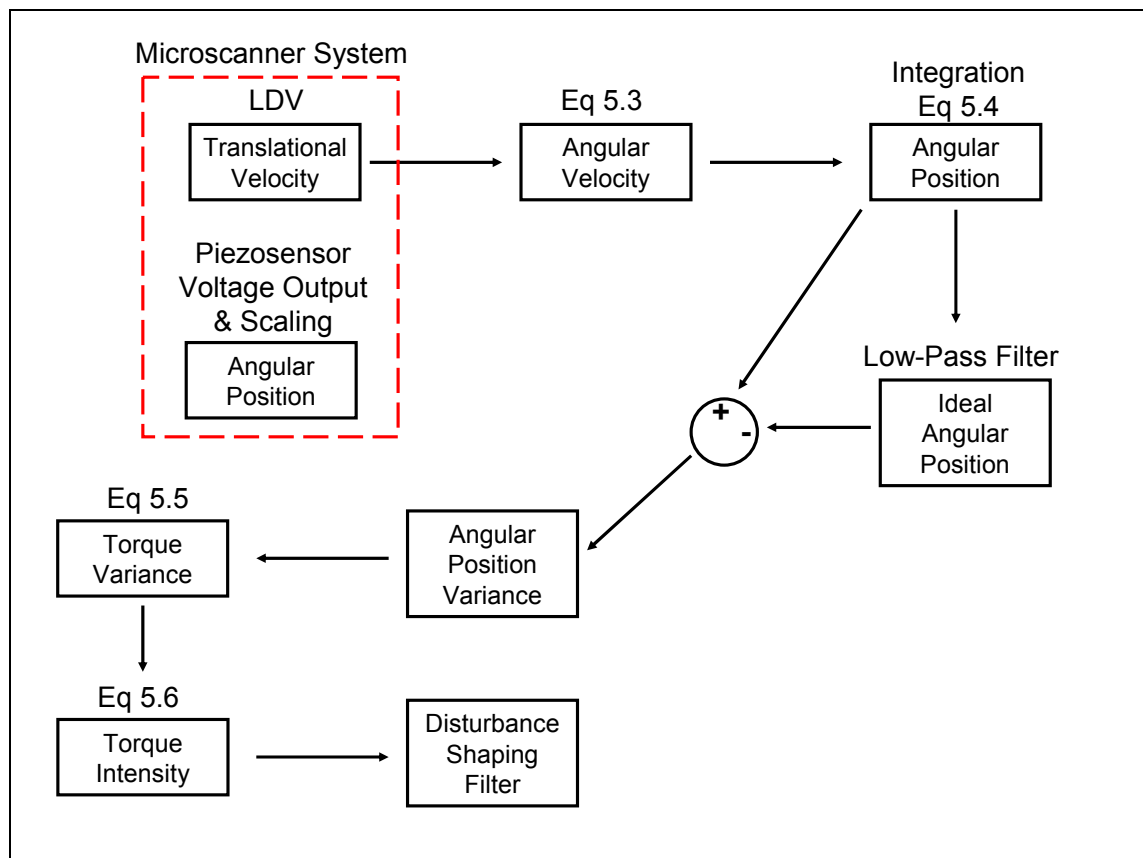 Microscanner System
LDV
Translational
Velocity
Eq 5.3
Angular
Velocity
Integration
Eq 5.4
Angular
Position
Piezosensor
Voltage Output
& Scaling
Angular
Position
Low-Pass Filter
Ideal
Angular
Position
+
-
Eq 5.5
Torque
Variance
Angular
Position
Variance
Eq 5.6
Torque
Intensity
Disturbance
Shaping
Filter